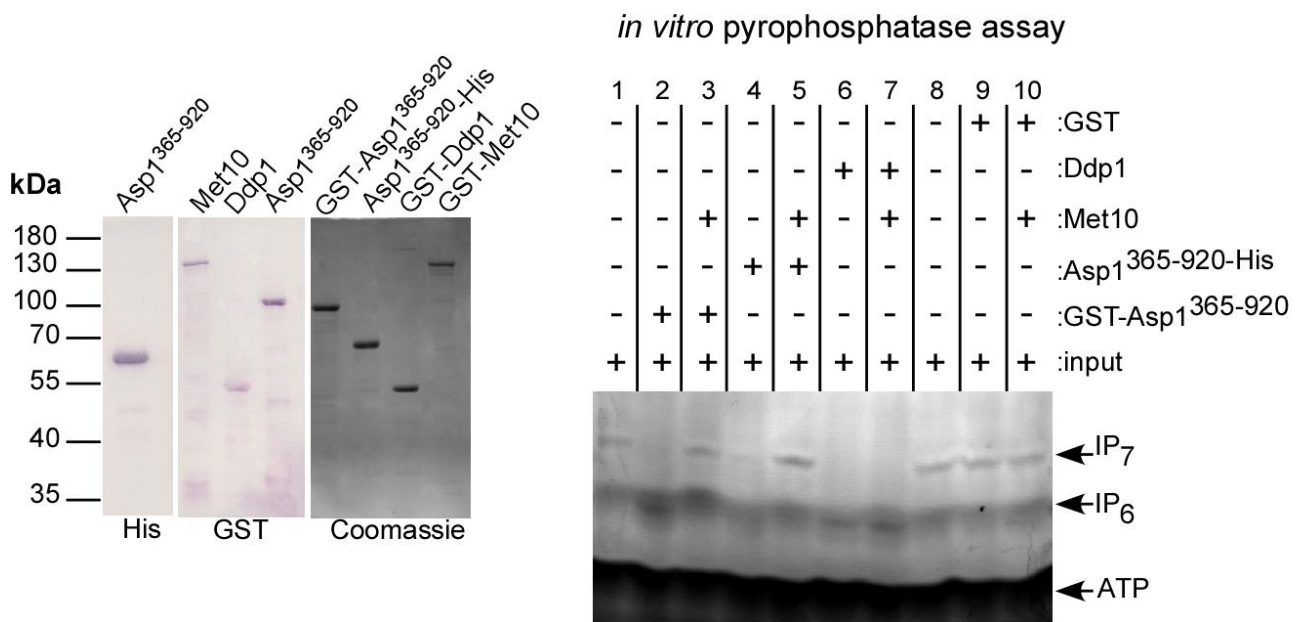 in vitro pyrophosphatase assay
kDa
Asp1365-920
Met10
Ddp1
Asp1365-920
GST-Asp1365-920
Asp1365-920-His
GST-Ddp1
GST-Met10
180
130
100
70
55
40
35
His GST Coomassie
1 2 3 4 5 6 7 8 9 10
- - - - - - - - + + :GST
- - - - - + + - - - :Ddp1
- - + - + - + - - + :Met10
- - - + + - - - - - :Asp1365-920-His
- + + - - - - - - - :GST-Asp1365-920
+ + + + + + + + + + :input
IP7
IP6
ATP